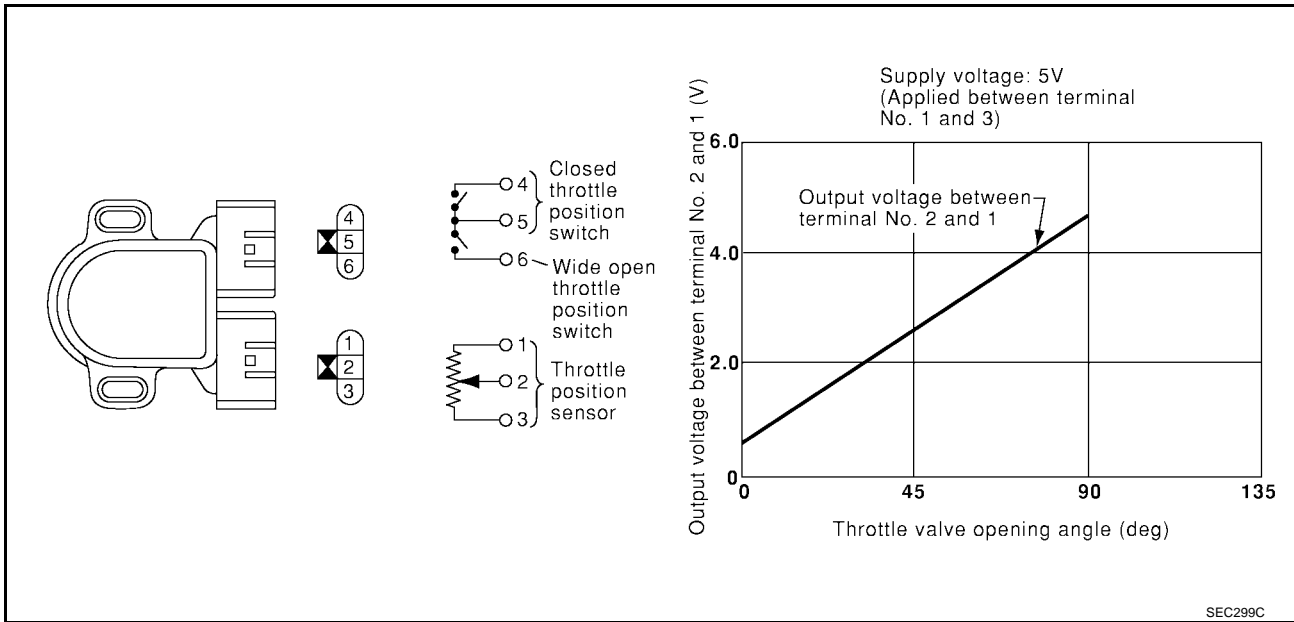 4
5
6
1
2
3
4
5
6
Closed
throttle
position
switch
Wide open
throttle
position
switch
1
2
3
Throttle
position
sensor
Supply voltage: 5V
(Applied between terminal
No. 1 and 3)
Output voltage between terminal No. 2 and 1 (V)
6.0
4.0
2.0
0
Output voltage between
terminal No. 2 and 1
0 45 90 135
Throttle valve opening angle (deg)
SEC299C